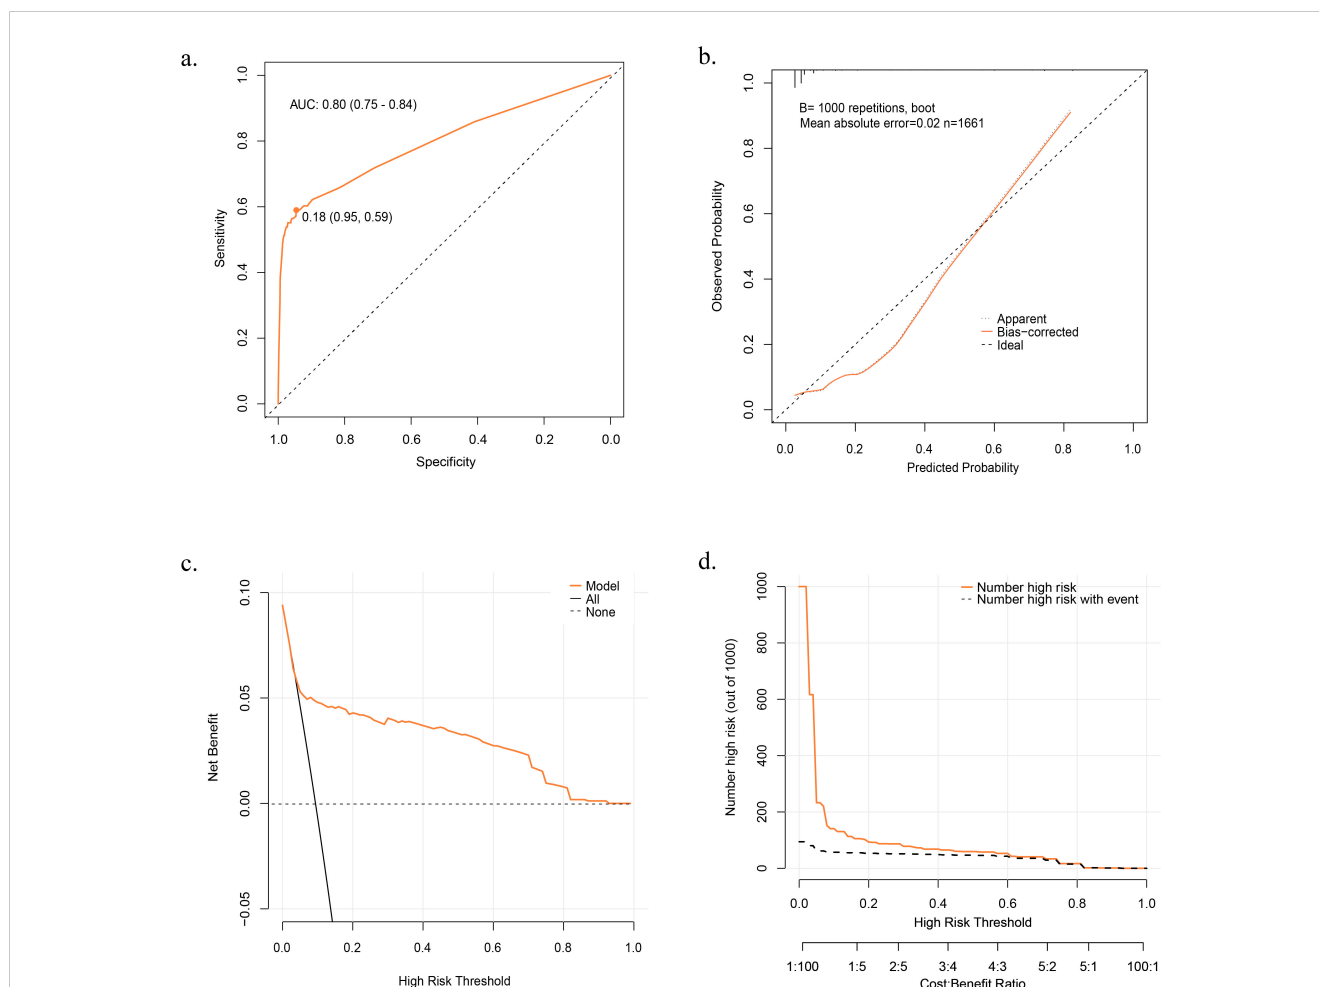 a.
AUC: 0.80 (0.75 - 0.84)
0.18 (0.95, 0.59)
Sensitivity
0.0 0.2 0.4 0.6 0.8 1.0
1.0 0.8 0.6 0.4 0.2 0.0
Specificity
b.
B= 1000 repetitions, boot
Mean absolute error=0.02 n=1661
Observed Probability
0.0 0.2 0.4 0.6 0.8 1.0
Apparent
Bias−corrected
Ideal
0.0 0.2 0.4 0.6 0.8 1.0
Predicted Probability
c.
Model
All
None
Net Benefit
−0.05 0.00 0.05 0.10
0.0 0.2 0.4 0.6 0.8 1.0
High Risk Threshold
d.
Number high risk
Number high risk with event
Number high risk (out of 1000)
0 200 400 600 800 1000
0.0 0.2 0.4 0.6 0.8 1.0
High Risk Threshold
1:100 1:5 2:5 3:4 4:3 5:2 5:1 100:1
Cost:Benefit Ratio